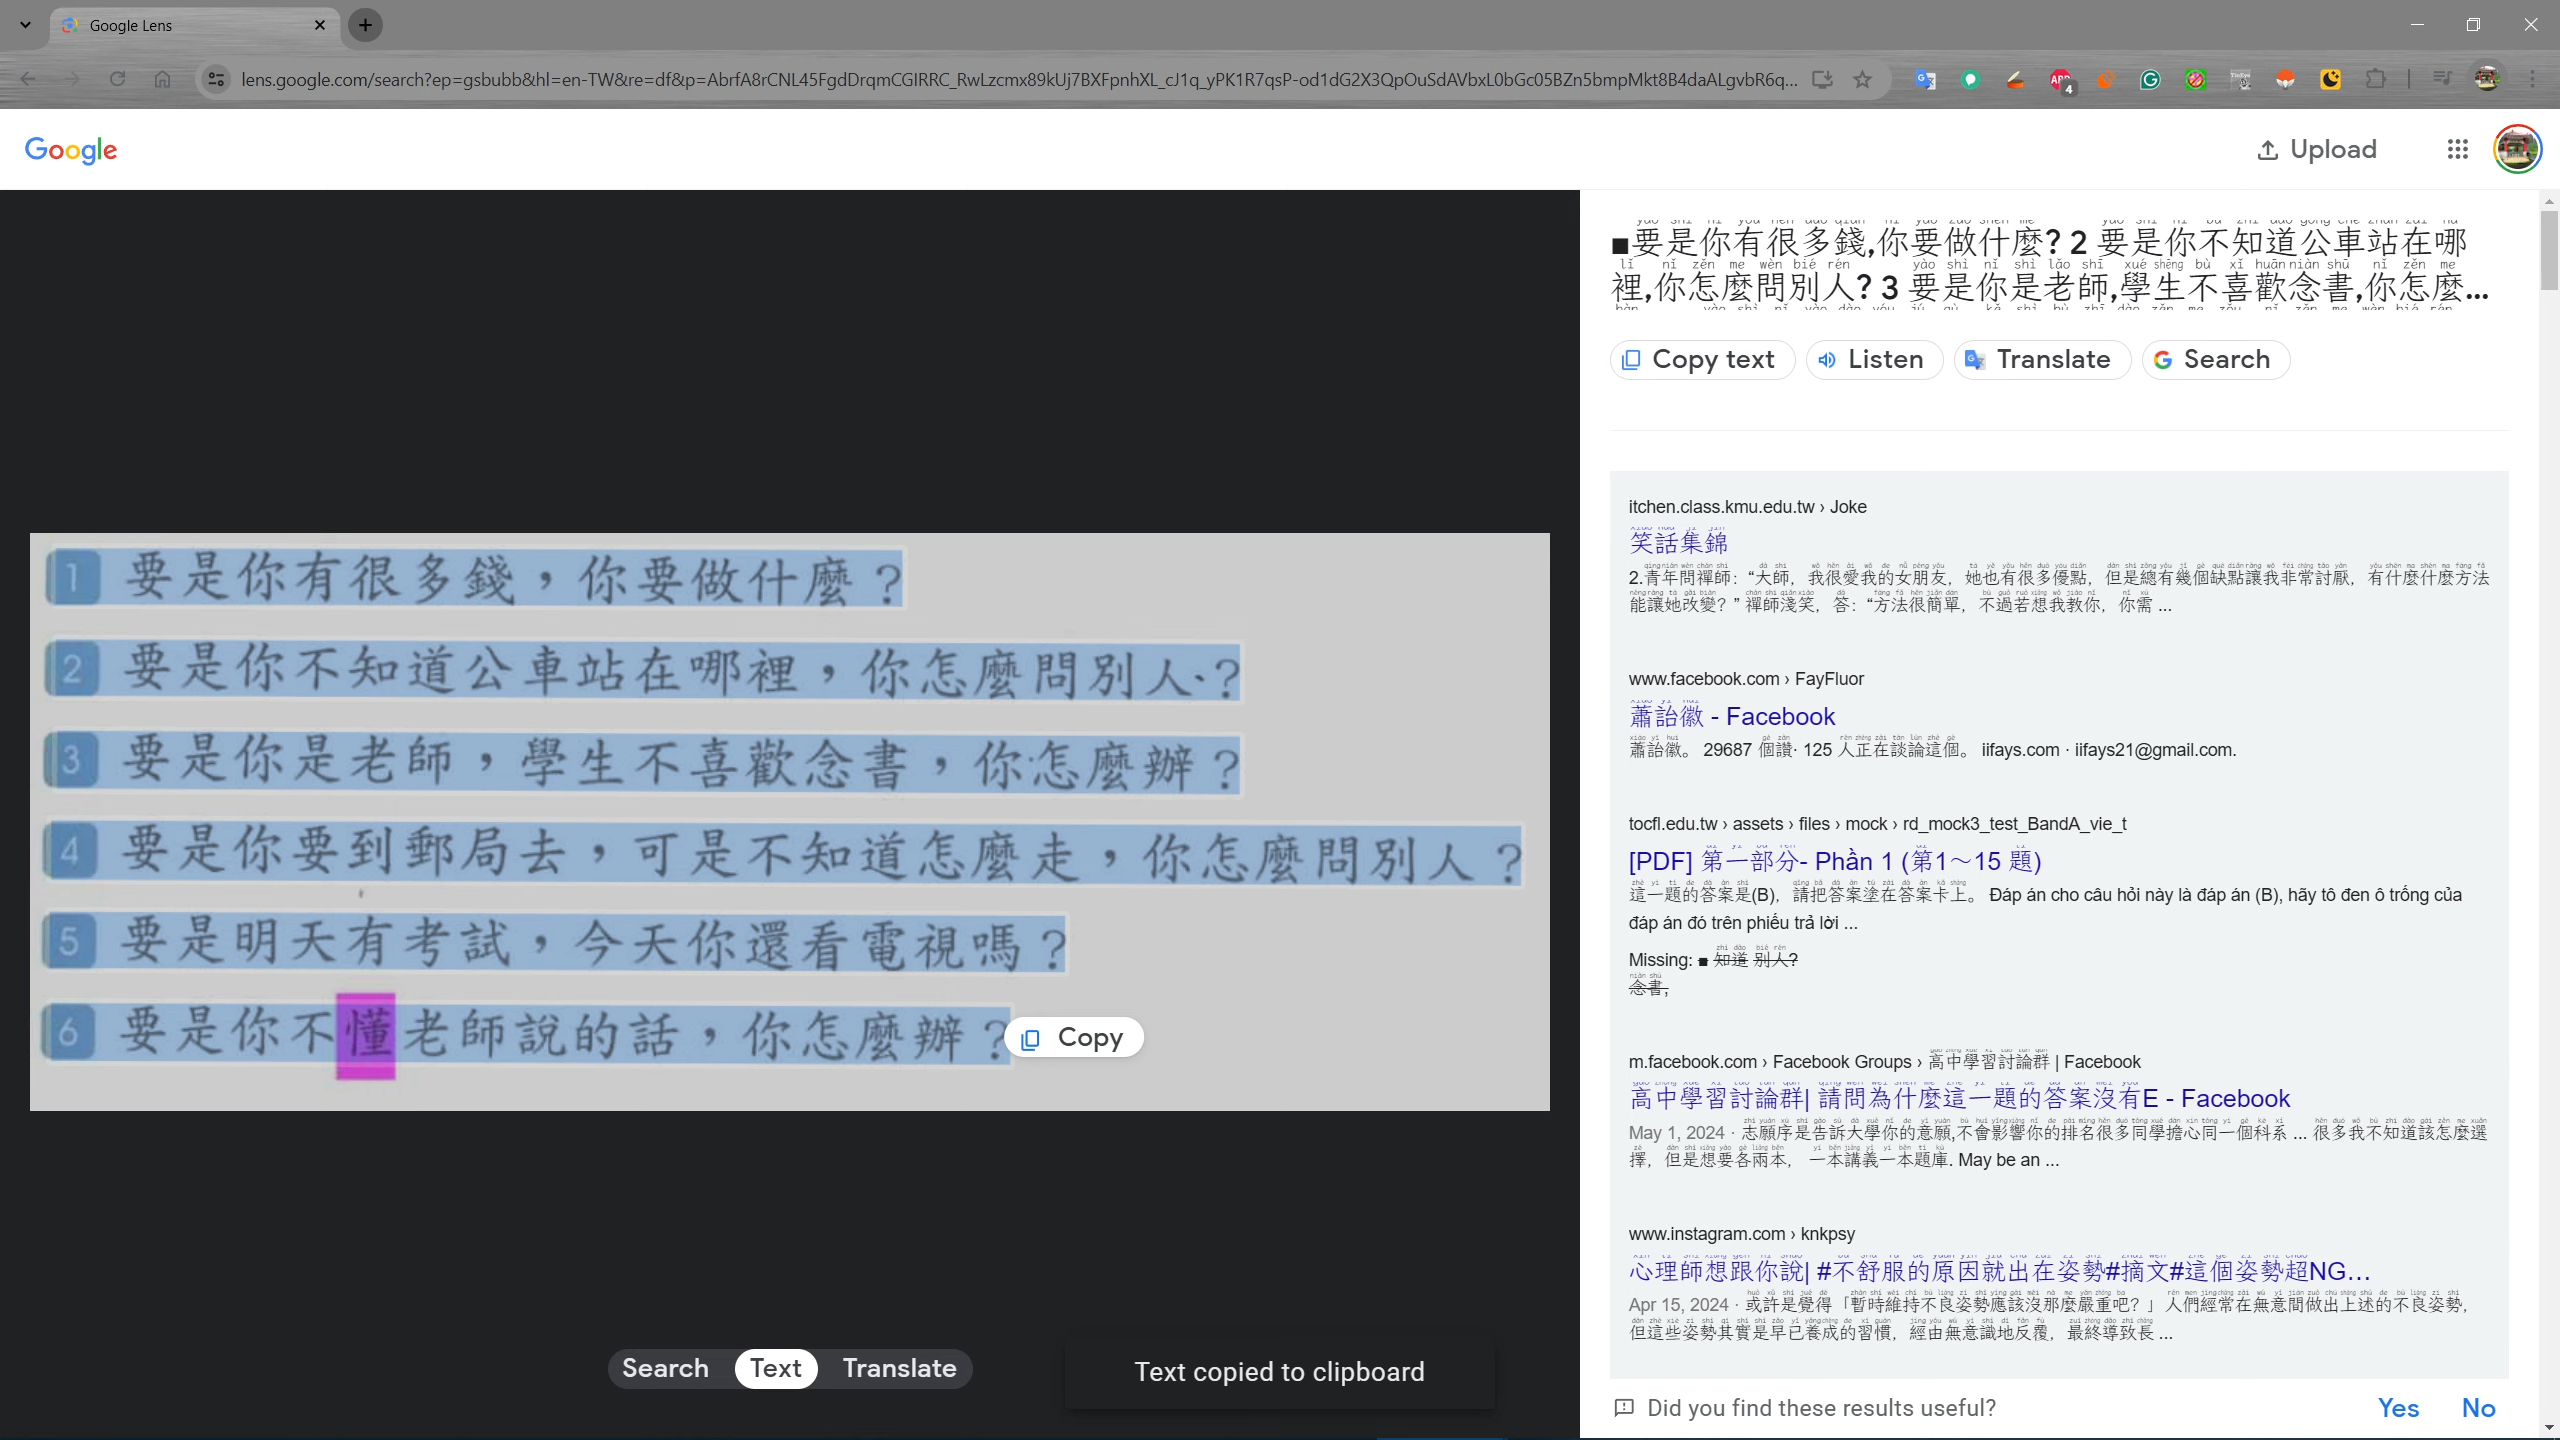 Google Lens
lens.google.com/search?ep=gsbubb&hl=en-TW&re=df&p=AbrfA8rCNL45FgdDrqmCGIRRC_RwLzcmx89kUj7BXFpnhXL_cJ1q_yPK1R7qsP-od1dG2X3QpOuSdAVbxL0bGc05BZn5bmpMkt8B4daALgvbR6q...
Google
Upload
1 要是你有很多錢，你要做什麼？
2 要是你不知道公車站在哪裡，你怎麼問別人？
3 要是你是老師，學生不喜歡念書，你怎麼辦？
4 要是你要到郵局去，可是不知道怎麼走，你怎麼問別人？
5 要是明天有考試，今天你還看電視嗎？
6 要是你不懂老師說的話，你怎麼辦？
Copy
Search Text Translate
Text copied to clipboard
■要是你有很多錢,你要做什麼? 2 要是你不知道公車站在哪
lǐ nǐ zěn me wèn bié rén yào shì nǐ shì lǎo shī xué shēng bù xǐ huān niàn shū nǐ zěn me
裡,你怎麼問別人? 3 要是你是老師,學生不喜歡念書,你怎麼...
Copy text Listen Translate Search
itchen.class.kmu.edu.tw › Joke
笑話集錦
2.青年問禪師：“大師，我很愛我的女朋友，她也有很多優點，但是總有幾個缺點讓我非常討厭，有什麼什麼方法
能讓她改變？” 禪師淺笑，答：“方法很簡單，不過若想我教你，你需 ...
www.facebook.com › FayFluor
蕭詒徽 - Facebook
蕭詒徽。 29687 個讚· 125 人正在談論這個。 iifays.com · iifays21@gmail.com.
tocfl.edu.tw › assets › files › mock › rd_mock3_test_BandA_vie_t
[PDF] 第一部分- Phần 1 (第1～15 題)
這一題的答案是(B)，請把答案塗在答案卡上。 Đáp án cho câu hỏi này là đáp án (B), hãy tô đen ô trống của
đáp án đó trên phiếu trả lời ...
Missing: ■ 知道 別人?
念書,
m.facebook.com › Facebook Groups › 高中學習討論群 | Facebook
高中學習討論群| 請問為什麼這一題的答案沒有E - Facebook
May 1, 2024 · 志願序是告訴大學你的意願,不會影響你的排名很多同學擔心同一個科系 ... 很多我不知道該怎麼選
擇，但是想要各兩本， 一本講義一本題庫. May be an ...
www.instagram.com › knkpsy
心理師想跟你說| #不舒服的原因就出在姿勢#摘文#這個姿勢超NG...
Apr 15, 2024 · 或許是覺得「暫時維持不良姿勢應該沒那麼嚴重吧？」人們經常在無意間做出上述的不良姿勢，
但這些姿勢其實是早已養成的習慣，經由無意識地反覆，最終導致長 ...
Did you find these results useful? Yes No